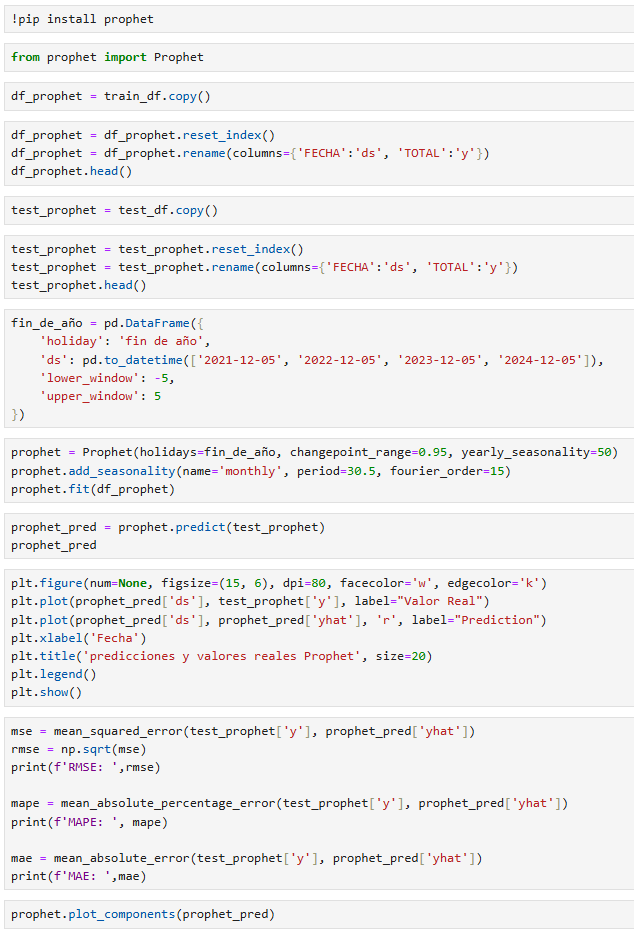 !pip install prophet
from prophet import Prophet
df_prophet = train_df.copy()
df_prophet = df_prophet.reset_index()
df_prophet = df_prophet.rename(columns={'FECHA':'ds', 'TOTAL':'y'})
df_prophet.head()
test_prophet = test_df.copy()
test_prophet = test_prophet.reset_index()
test_prophet = test_prophet.rename(columns={'FECHA':'ds', 'TOTAL':'y'})
test_prophet.head()
fin_de_año = pd.DataFrame({
    'holiday': 'fin de año',
    'ds': pd.to_datetime(['2021-12-05', '2022-12-05', '2023-12-05', '2024-12-05']),
    'lower_window': -5,
    'upper_window': 5
})
prophet = Prophet(holidays=fin_de_año, changepoint_range=0.95, yearly_seasonality=50)
prophet.add_seasonality(name='monthly', period=30.5, fourier_order=15)
prophet.fit(df_prophet)
prophet_pred = prophet.predict(test_prophet)
prophet_pred
plt.figure(num=None, figsize=(15, 6), dpi=80, facecolor='w', edgecolor='k')
plt.plot(prophet_pred['ds'], test_prophet['y'], label="Valor Real")
plt.plot(prophet_pred['ds'], prophet_pred['yhat'], 'r', label="Prediction")
plt.xlabel('Fecha')
plt.title('predicciones y valores reales Prophet', size=20)
plt.legend()
plt.show()
mse = mean_squared_error(test_prophet['y'], prophet_pred['yhat'])
rmse = np.sqrt(mse)
print(f'RMSE: ',rmse)
mape = mean_absolute_percentage_error(test_prophet['y'], prophet_pred['yhat'])
print(f'MAPE: ', mape)
mae = mean_absolute_error(test_prophet['y'], prophet_pred['yhat'])
print(f'MAE: ',mae)
prophet.plot_components(prophet_pred)